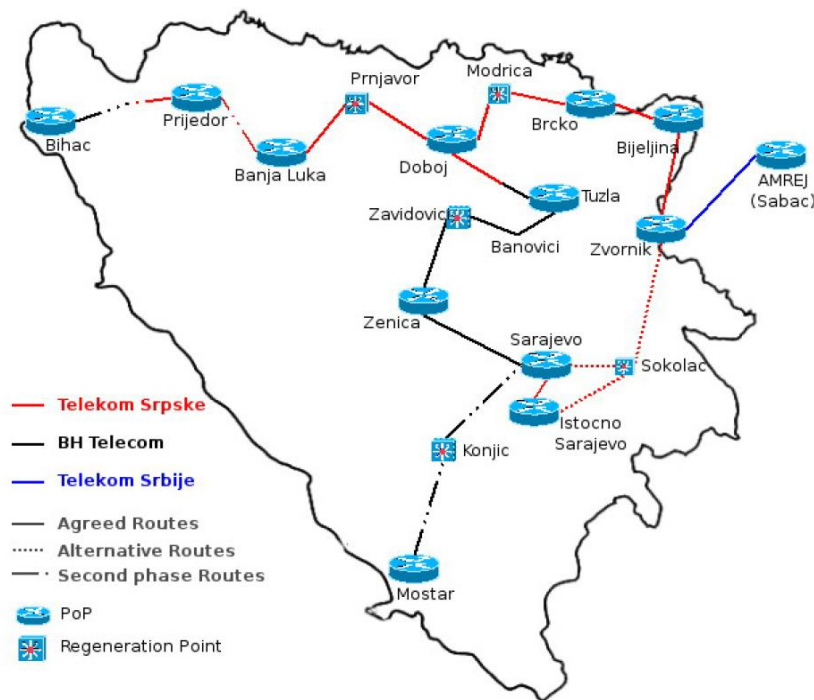 Prnjavor
Modrica
Bihac
Prijedor
Banja Luka
Doboj
Brcko
Bijeljina
AMREJ
(Sabac)
Tuzla
Zavidovici
Banovici
Zvornik
Zenica
Sarajevo
Sokolac
Istocno
Sarajevo
Konjic
Mostar
Telekom Srpske
BH Telecom
Telekom Srbije
Agreed Routes
Alternative Routes
Second phase Routes
PoP
Regeneration Point